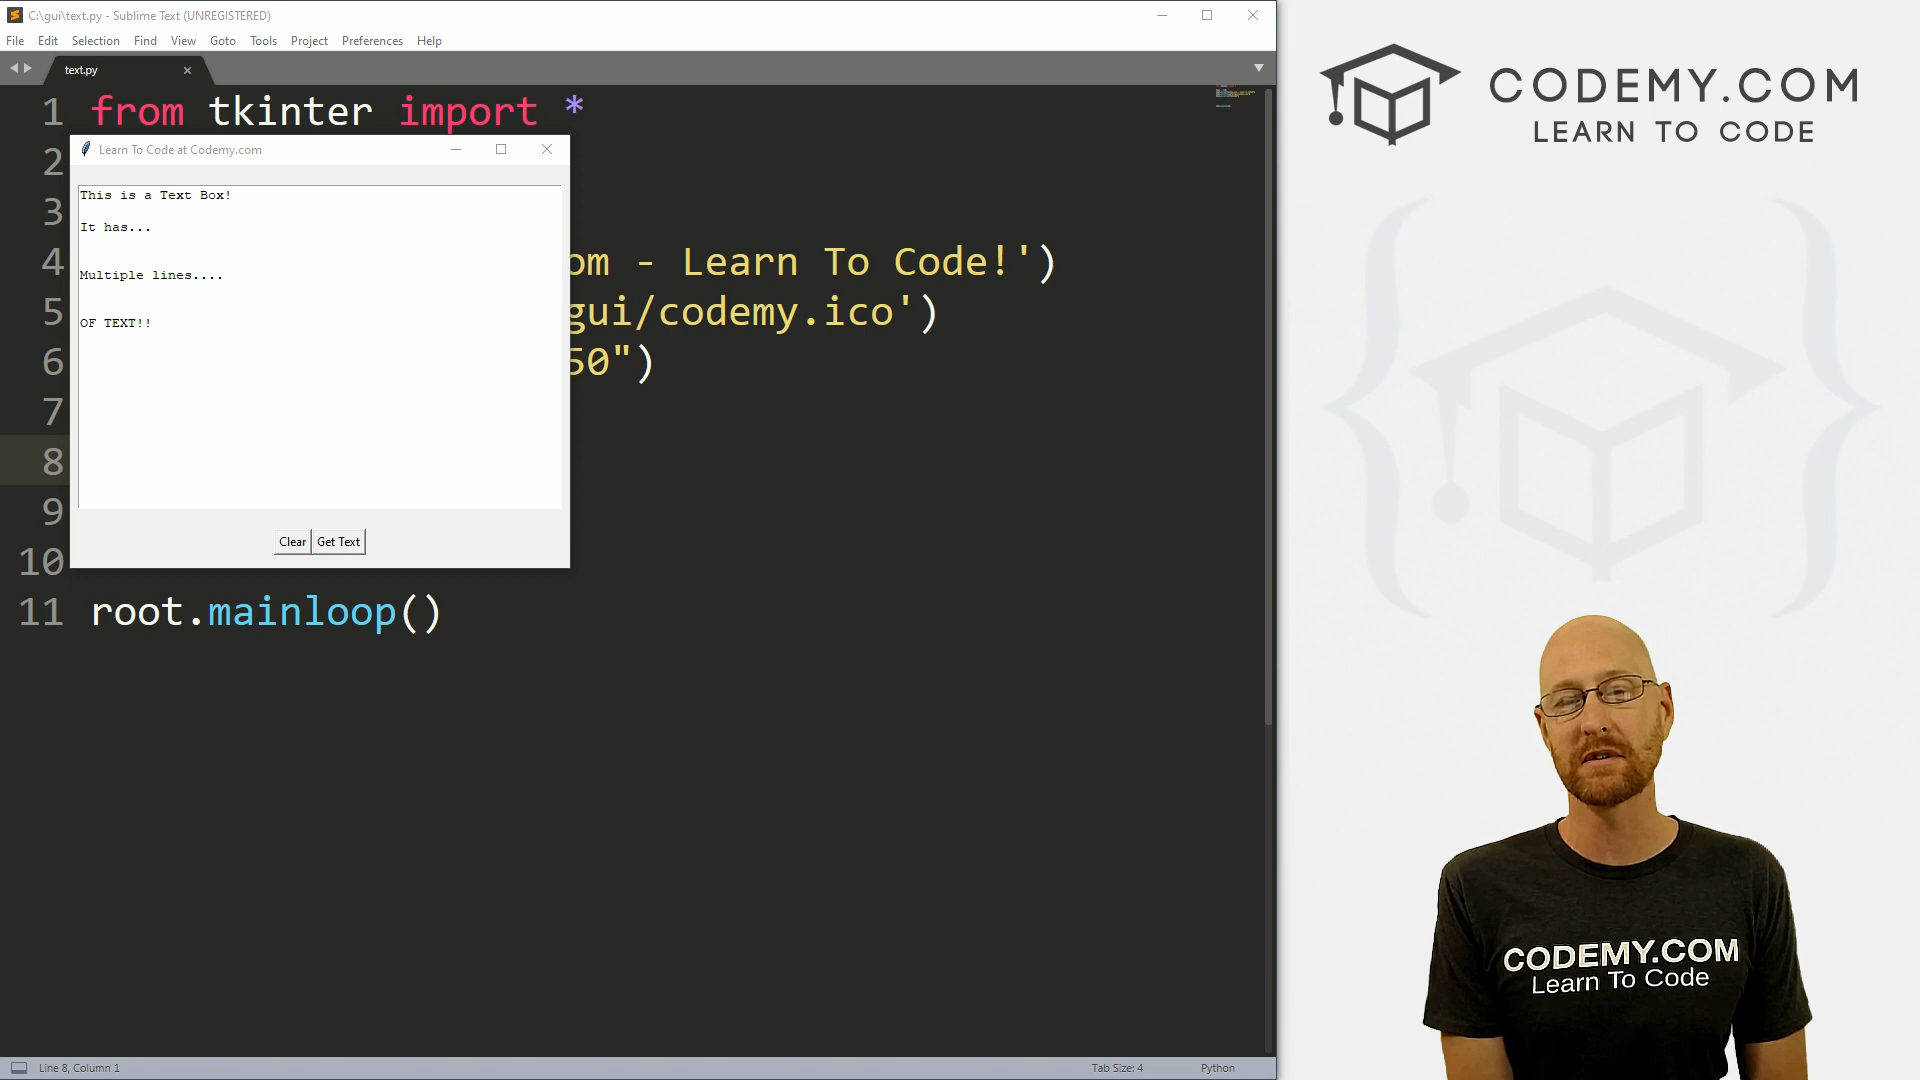 C:\gui\text.py - Sublime Text (UNREGISTERED)
File Edit Selection Find View Goto Tools Project Preferences Help
text.py
1 from tkinter import *
2
3
4 om - Learn To Code!')
5 gui/codemy.ico')
6 50")
7
8
9
10
11 root.mainloop()
Learn To Code at Codemy.com
This is a Text Box!
It has...
Multiple lines....
OF TEXT!!
Clear Get Text
Line 8, Column 1
Tab Size: 4 Python
CODEMY.COM
LEARN TO CODE
CODEMY.COM
Learn To Code